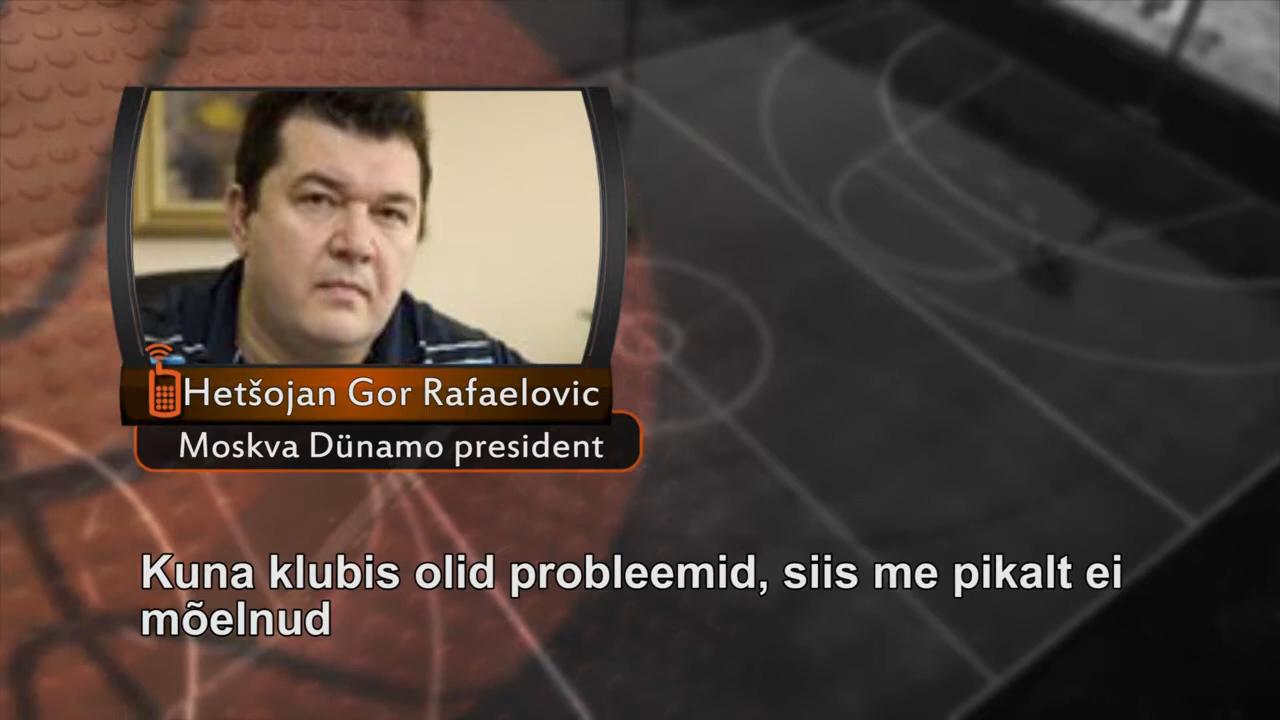 Hetšojan Gor Rafaelovic
Moskva Dünamo president
Kuna klubis olid probleemid, siis me pikalt ei
mõelnud